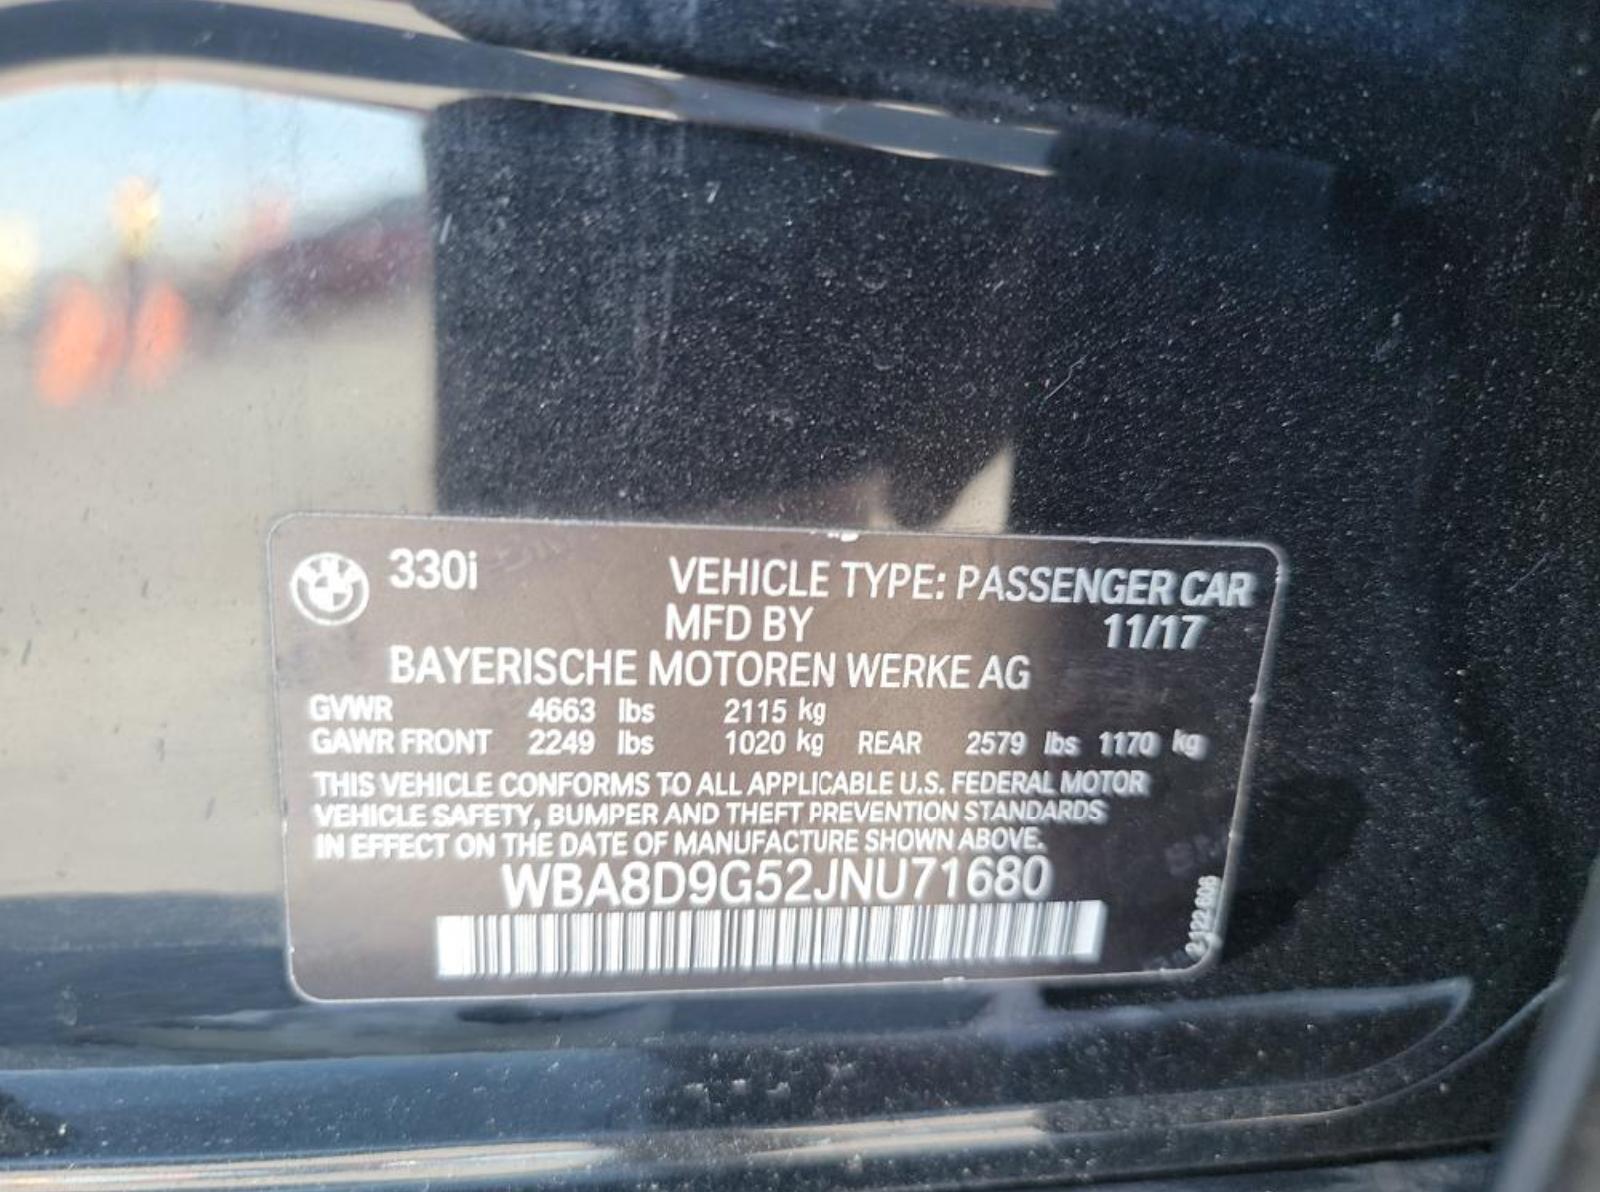 330i VEHICLE TYPE: PASSENGER CAR
MFD BY 11/17
BAYERISCHE MOTOREN WERKE AG
GVWR 4663 lbs 2115 kg
GAWR FRONT 2249 lbs 1020 kg REAR 2579 lbs 1170 kg
THIS VEHICLE CONFORMS TO ALL APPLICABLE U.S. FEDERAL MOTOR
VEHICLE SAFETY, BUMPER AND THEFT PREVENTION STANDARDS
IN EFFECT ON THE DATE OF MANUFACTURE SHOWN ABOVE.
WBA8D9G52JNU71680